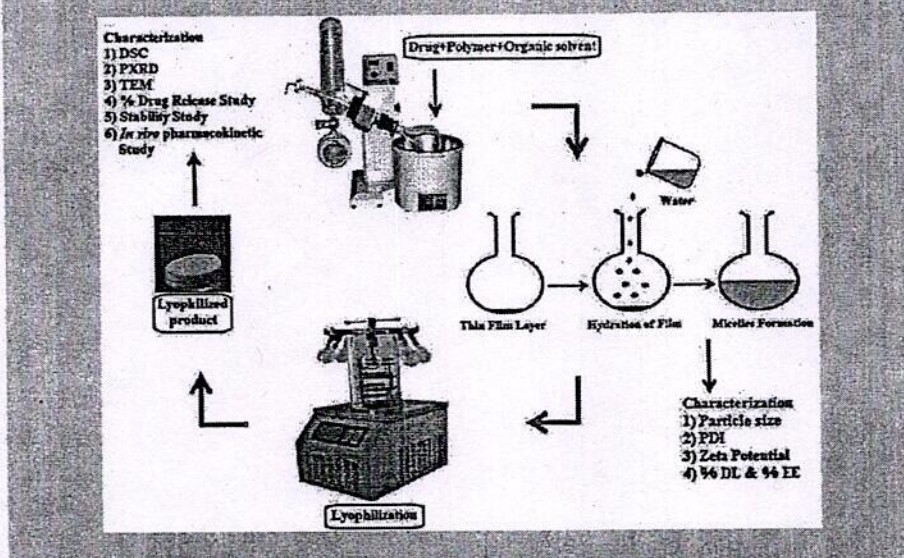 Characterization
1) DSC
2) PXRD
3) TEM
4) % Drug Release Study
5) Stability Study
6) In vivo pharmacokinetic
Study
Drug+Polymer+Organic solvent
Water
Thin Film Layer
Hydration of Film
Micelles Formation
Lyophilized
product
Characterization
1) Particle size
2) PDI
3) Zeta Potential
4) % DL & % EE
Lyophilization